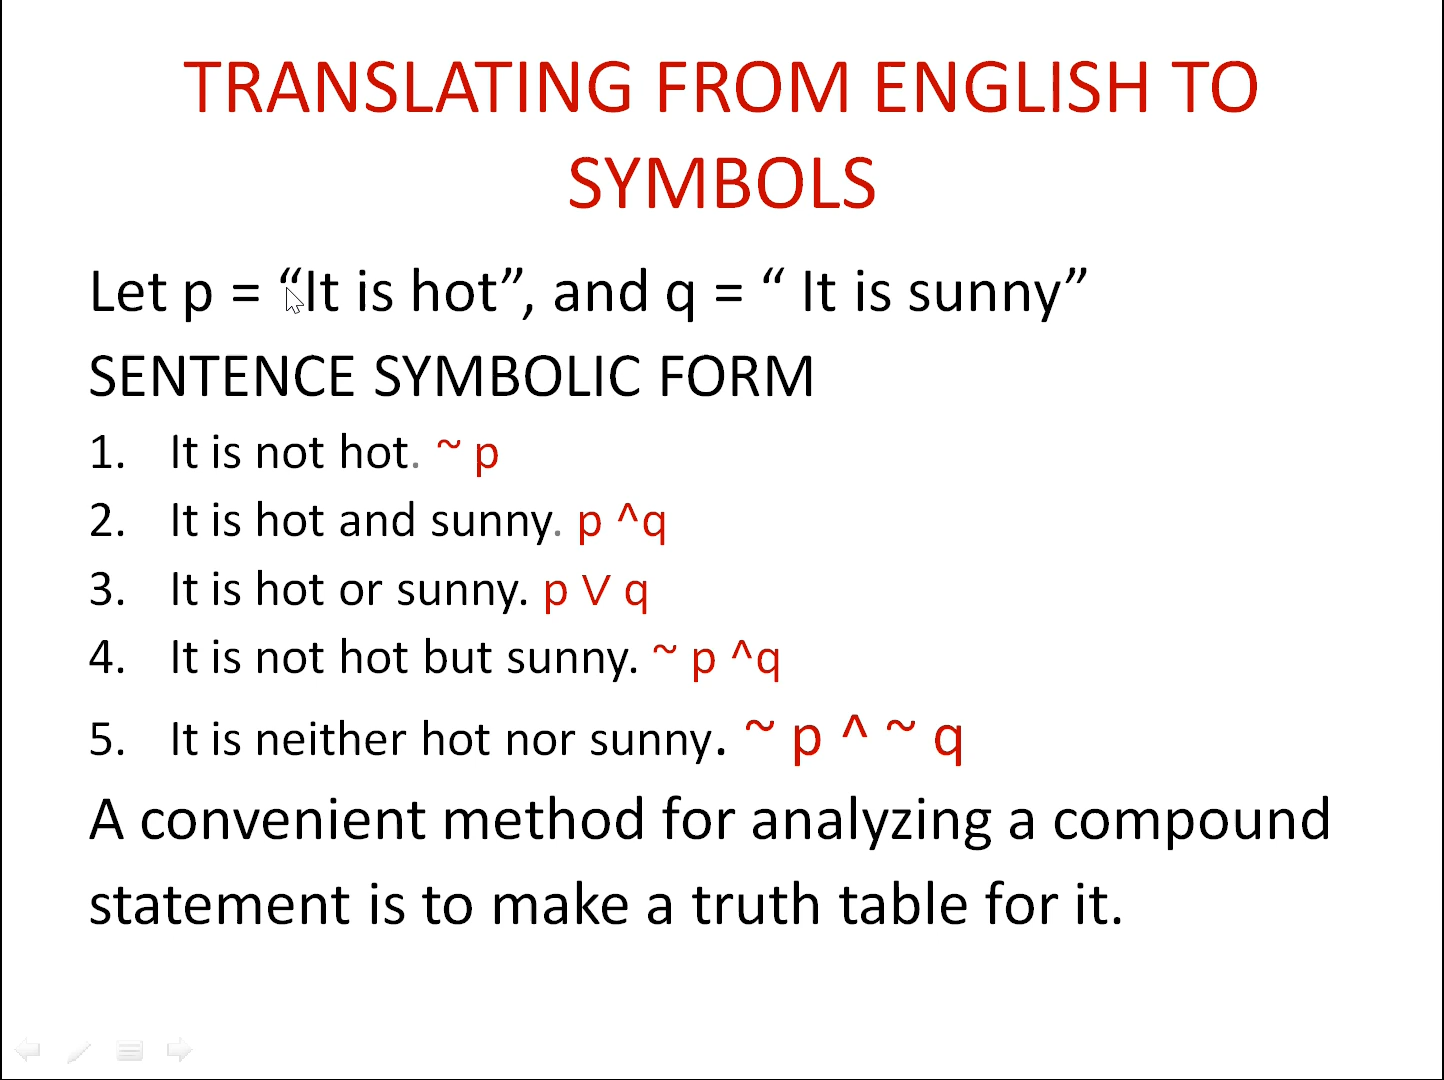 TRANSLATING FROM ENGLISH TO
SYMBOLS
Let p = “It is hot”, and q = “ It is sunny”
SENTENCE SYMBOLIC FORM
1. It is not hot. ~ p
2. It is hot and sunny. p ^q
3. It is hot or sunny. p ∨ q
4. It is not hot but sunny. ~ p ^q
5. It is neither hot nor sunny. ~ p ^ ~ q
A convenient method for analyzing a compound
statement is to make a truth table for it.